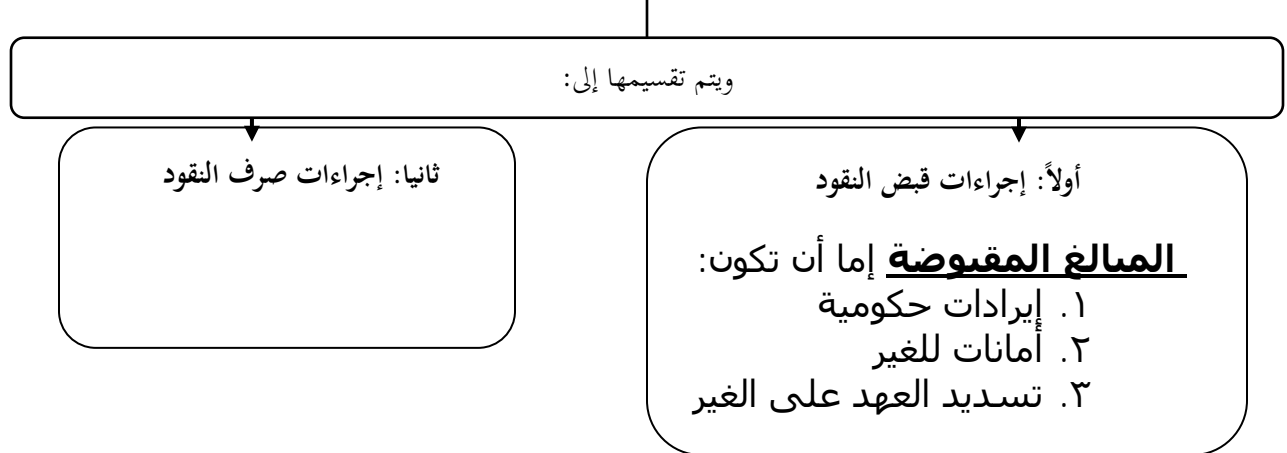 ويتم تقسيمها إلى:
أولاً: إجراءات قبض النقود
المبالغ المقبوضة إما أن تكون:
١. إيرادات حكومية
٢. أمانات للغير
٣. تسديد العهد على الغير
ثانيا: إجراءات صرف النقود